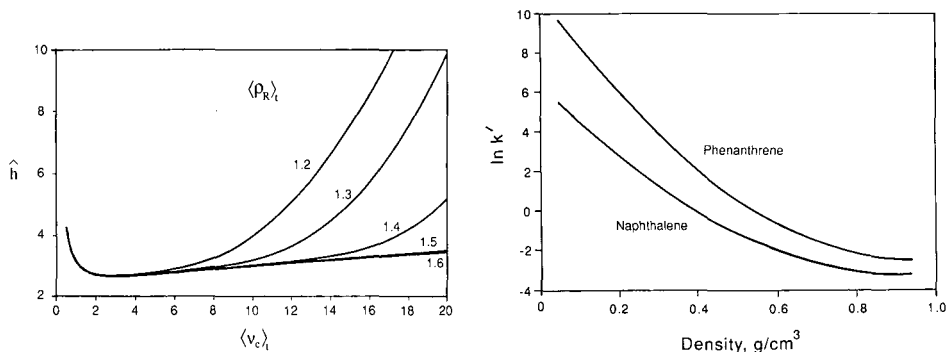 10
8
6
4
2
ĥ
⟨ρ_R⟩_t
1.2
1.3
1.4
1.5
1.6
0 2 4 6 8 10 12 14 16 18 20
⟨ν_c⟩_t
10
8
6
4
2
0
-2
-4
ln k′
Phenanthrene
Naphthalene
0 0.2 0.4 0.6 0.8 1.0
Density, g/cm³